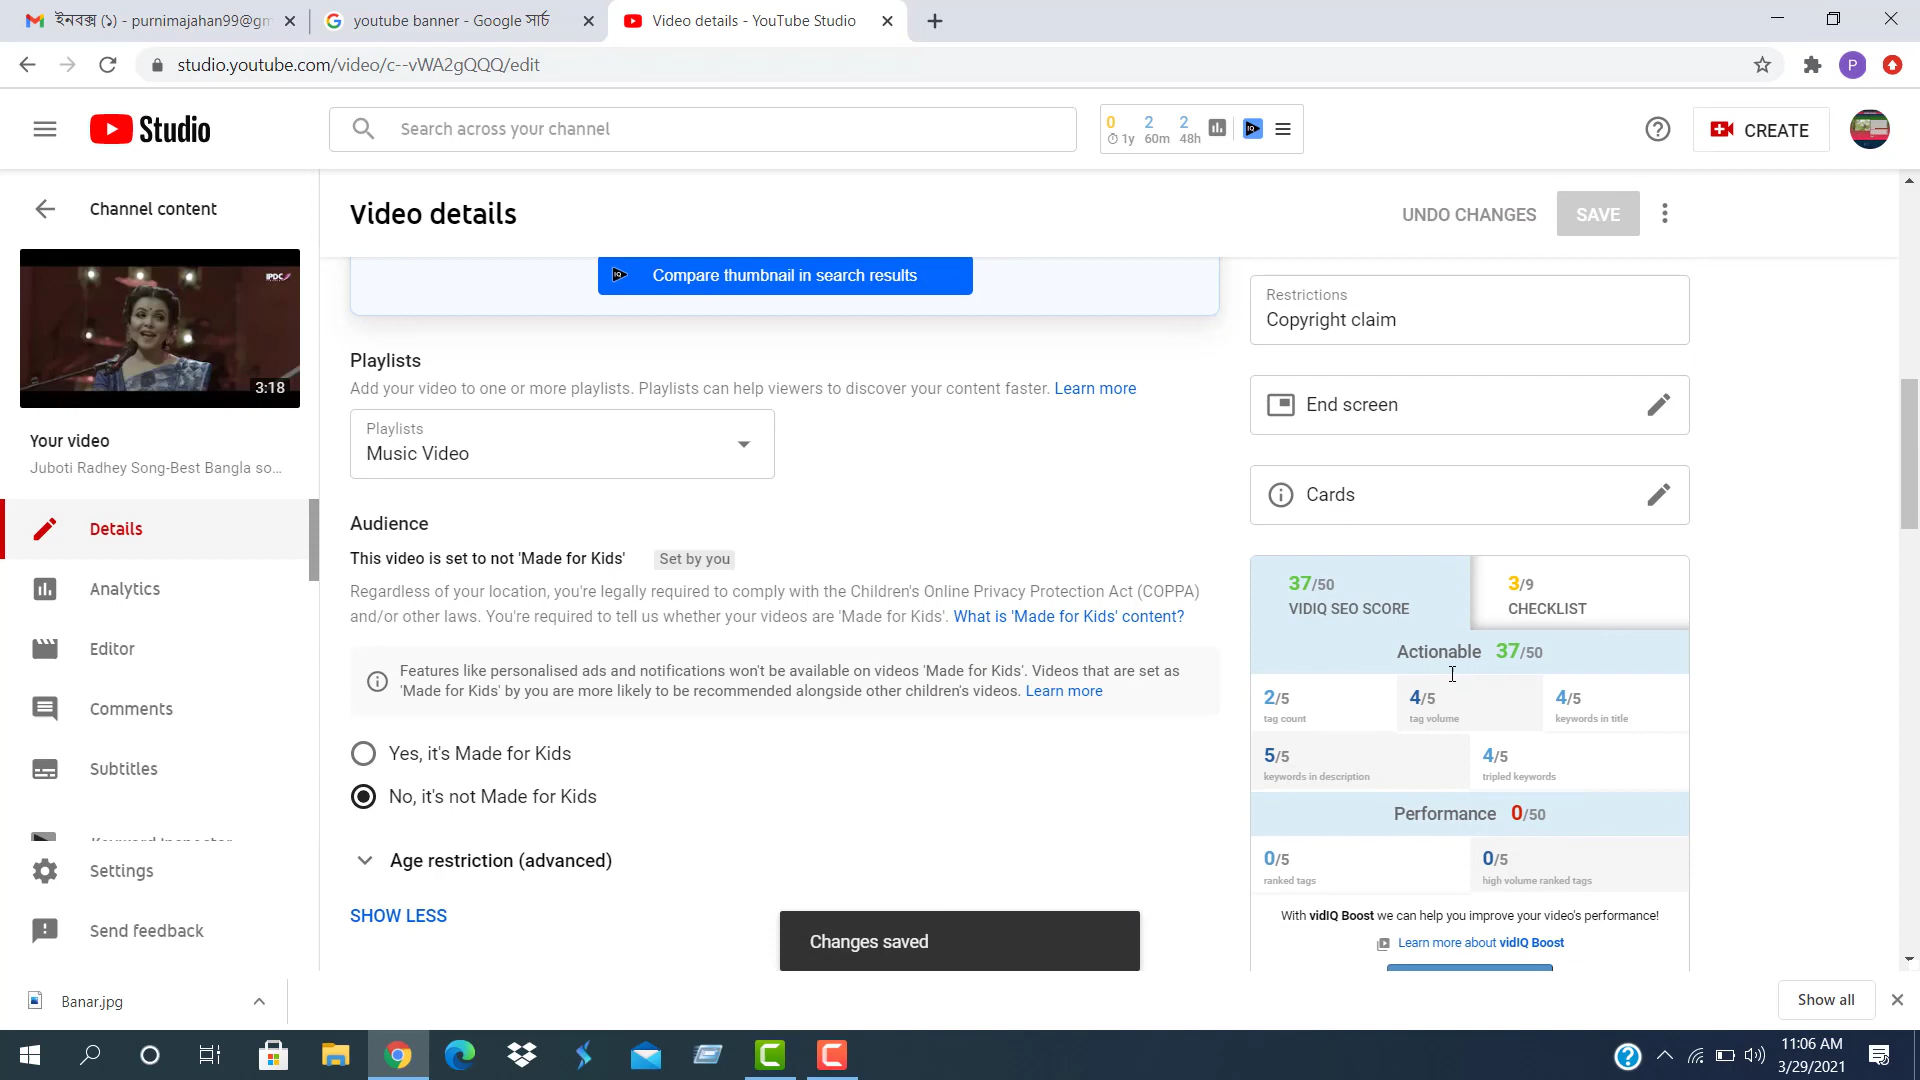 ইনবক্স (১) - purnimajahan99@gm
youtube banner - Google সার্চ
Video details - YouTube Studio
studio.youtube.com/video/c--vWA2gQQQ/edit
P
Studio
Search across your channel
0 2 2
1y 60m 48h
IQ
CREATE
Channel content
Video details
UNDO CHANGES
SAVE
IPDC
3:18
Your video
Juboti Radhey Song-Best Bangla so...
Details
Analytics
Editor
Comments
Subtitles
Keyword Inspector
Settings
Send feedback
IQ Compare thumbnail in search results
Playlists
Add your video to one or more playlists. Playlists can help viewers to discover your content faster. Learn more
Playlists
Music Video
Audience
This video is set to not 'Made for Kids' Set by you
Regardless of your location, you're legally required to comply with the Children's Online Privacy Protection Act (COPPA)
and/or other laws. You're required to tell us whether your videos are 'Made for Kids'. What is 'Made for Kids' content?
Features like personalised ads and notifications won't be available on videos 'Made for Kids'. Videos that are set as
'Made for Kids' by you are more likely to be recommended alongside other children's videos. Learn more
Yes, it's Made for Kids
No, it's not Made for Kids
Age restriction (advanced)
SHOW LESS
Changes saved
Restrictions
Copyright claim
End screen
Cards
37/50
VIDIQ SEO SCORE
3/9
CHECKLIST
Actionable 37/50
2/5
tag count
4/5
tag volume
4/5
keywords in title
5/5
keywords in description
4/5
tripled keywords
Performance 0/50
0/5
ranked tags
0/5
high volume ranked tags
With vidIQ Boost we can help you improve your video's performance!
Learn more about vidIQ Boost
Banar.jpg
Show all
11:06 AM
3/29/2021